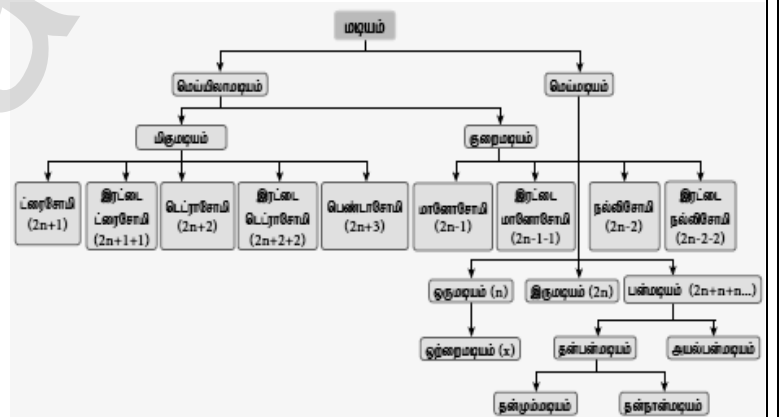 மடியம்
மெய்யிலாமடியம்
மெய்மடியம்
மிகுமடியம்
குறைமடியம்
ட்ரைசோமி
(2n+1)
இரட்டை
ட்ரைசோமி
(2n+1+1)
டெட்ராசோமி
(2n+2)
இரட்டை
டெட்ராசோமி
(2n+2+2)
பெண்டாசோமி
(2n+3)
மானோசோமி
(2n-1)
இரட்டை
மானோசோமி
(2n-1-1)
நல்லிசோமி
(2n-2)
இரட்டை
நல்லிசோமி
(2n-2-2)
ஒருமடியம் (n)
இருமடியம் (2n)
பன்மடியம் (2n+n+n...)
ஒற்றைமடியம் (x)
தன்பன்மடியம்
அயல்பன்மடியம்
தன்மும்மடியம்
தன்நான்மடியம்